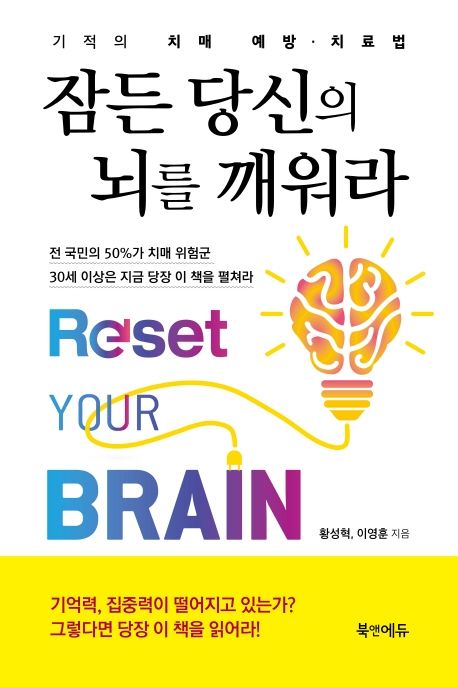 기적의 치매 예방·치료법
잠든 당신의
뇌를 깨워라
전 국민의 50%가 치매 위험군
30세 이상은 지금 당장 이 책을 펼쳐라
Reset
YOUR
BRAIN
황성혁, 이영훈 지음
기억력, 집중력이 떨어지고 있는가?
그렇다면 당장 이 책을 읽어라!
북앤에듀